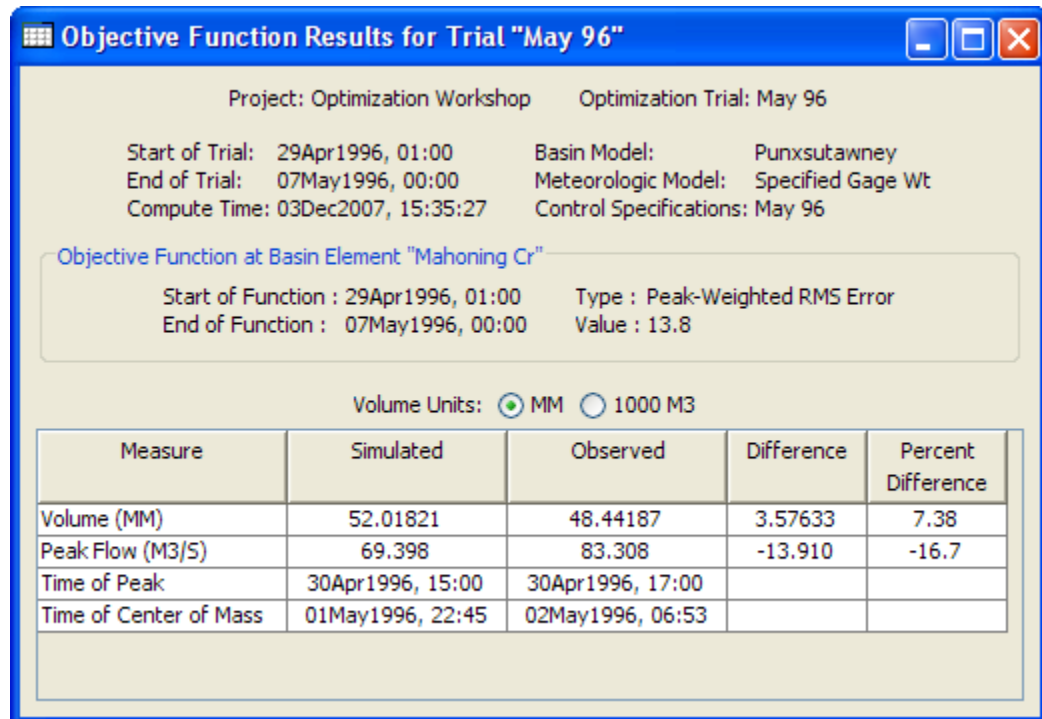 Objective Function Results for Trial "May 96"
Project: Optimization Workshop Optimization Trial: May 96
Start of Trial: 29Apr1996, 01:00 Basin Model: Punxsutawney
End of Trial: 07May1996, 00:00 Meteorologic Model: Specified Gage Wt
Compute Time: 03Dec2007, 15:35:27 Control Specifications: May 96
Objective Function at Basin Element "Mahoning Cr"
Start of Function : 29Apr1996, 01:00 Type : Peak-Weighted RMS Error
End of Function : 07May1996, 00:00 Value : 13.8
Volume Units: MM 1000 M3
Measure Simulated Observed Difference Percent
Difference
Volume (MM) 52.01821 48.44187 3.57633 7.38
Peak Flow (M3/S) 69.398 83.308 -13.910 -16.7
Time of Peak 30Apr1996, 15:00 30Apr1996, 17:00
Time of Center of Mass 01May1996, 22:45 02May1996, 06:53